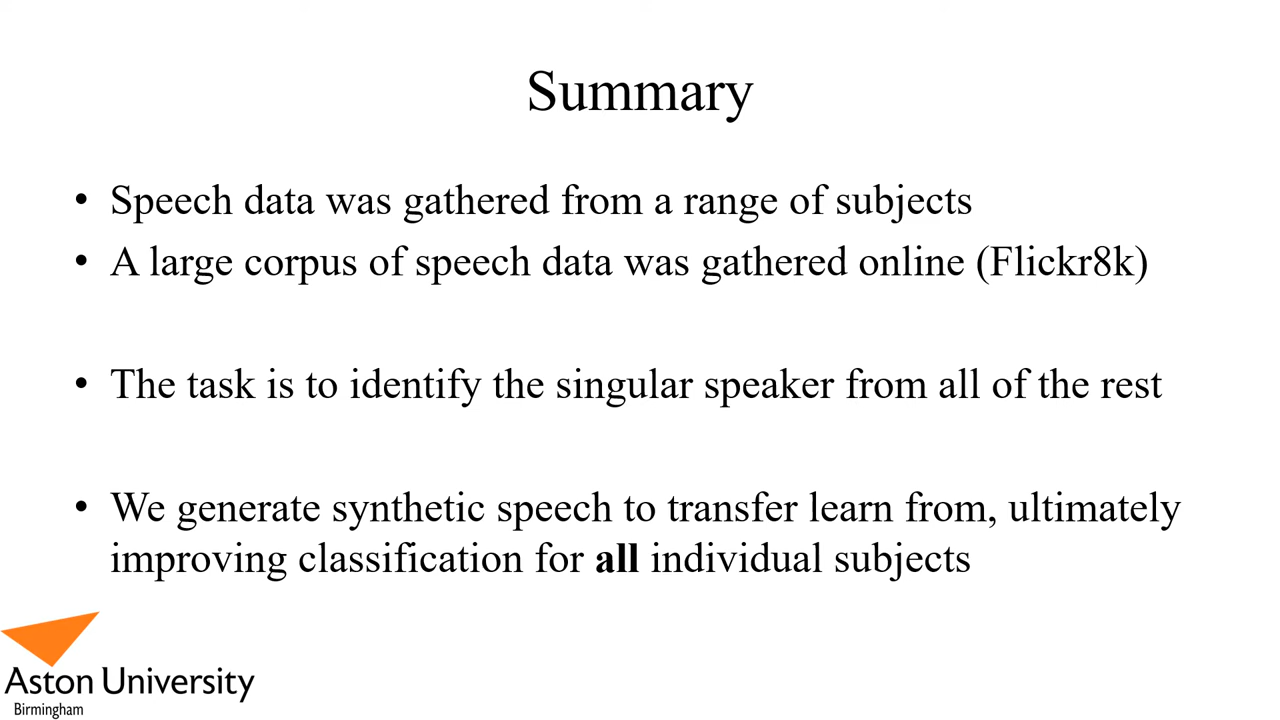 Summary
• Speech data was gathered from a range of subjects
• A large corpus of speech data was gathered online (Flickr8k)
• The task is to identify the singular speaker from all of the rest
• We generate synthetic speech to transfer learn from, ultimately
improving classification for all individual subjects
Aston University
Birmingham